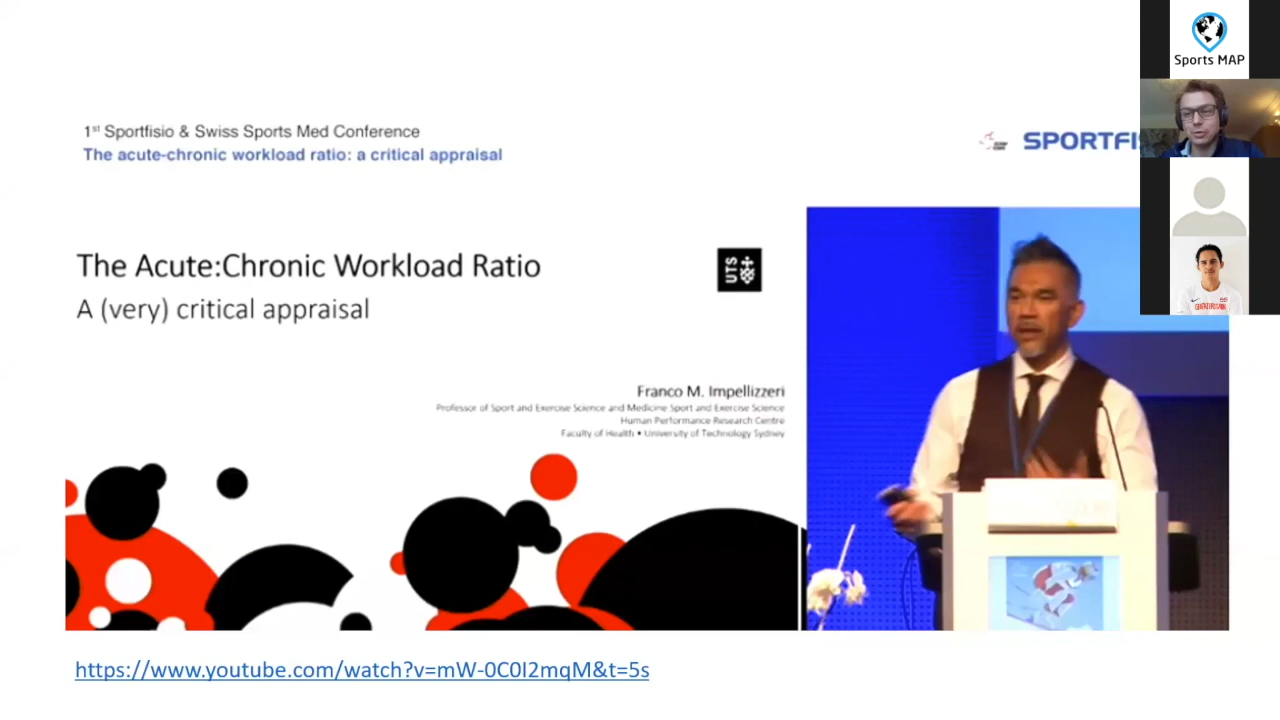 Sports MAP
1st Sportfisio & Swiss Sports Med Conference
The acute-chronic workload ratio: a critical appraisal
SPORTFI
The Acute:Chronic Workload Ratio
A (very) critical appraisal
UTS
Franco M. Impellizzeri
Professor of Sport and Exercise Science and Medicine Sport and Exercise Science
Human Performance Research Centre
Faculty of Health • University of Technology Sydney
https://www.youtube.com/watch?v=mW-0C0I2mqM&t=5s